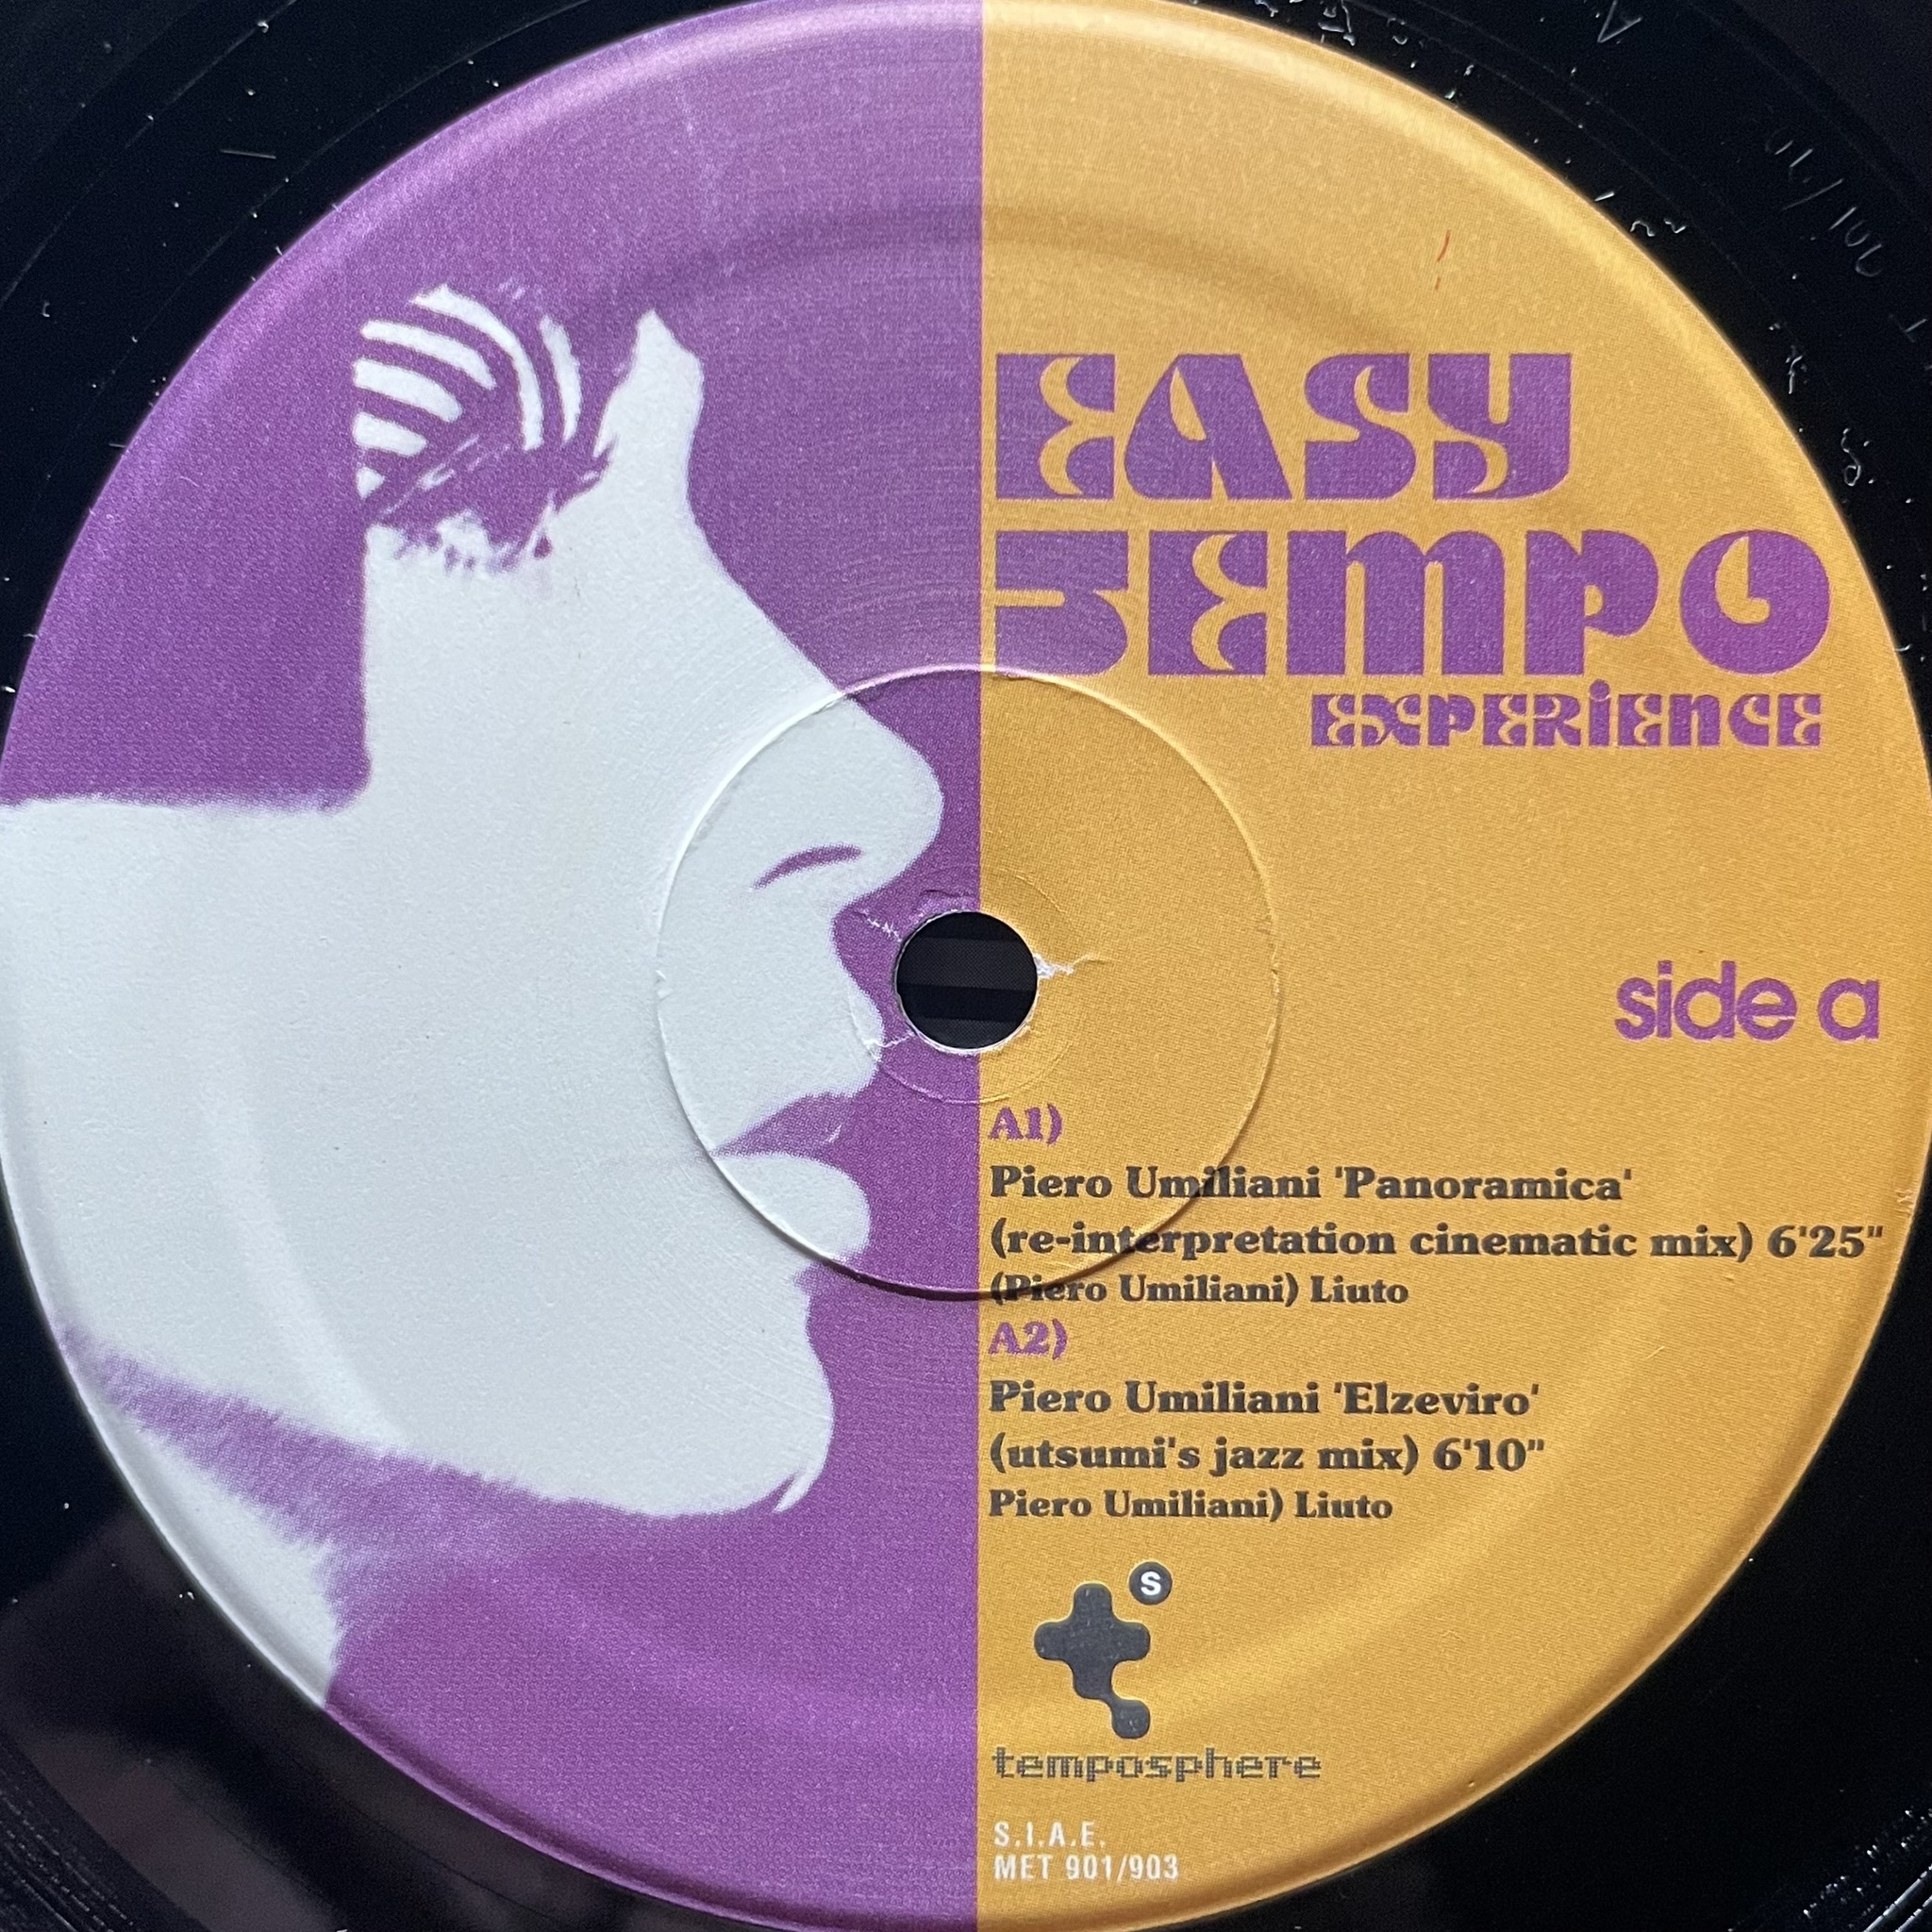 EASY
TEMPO
EXPERiENCE
side a
A1)
Piero Umiliani 'Panoramica'
(re-interpretation cinematic mix) 6'25"
(Piero Umiliani) Liuto
A2)
Piero Umiliani 'Elzeviro'
(utsumi's jazz mix) 6'10"
Piero Umiliani) Liuto
S
temposphere
S.I.A.E.
MET 901/903